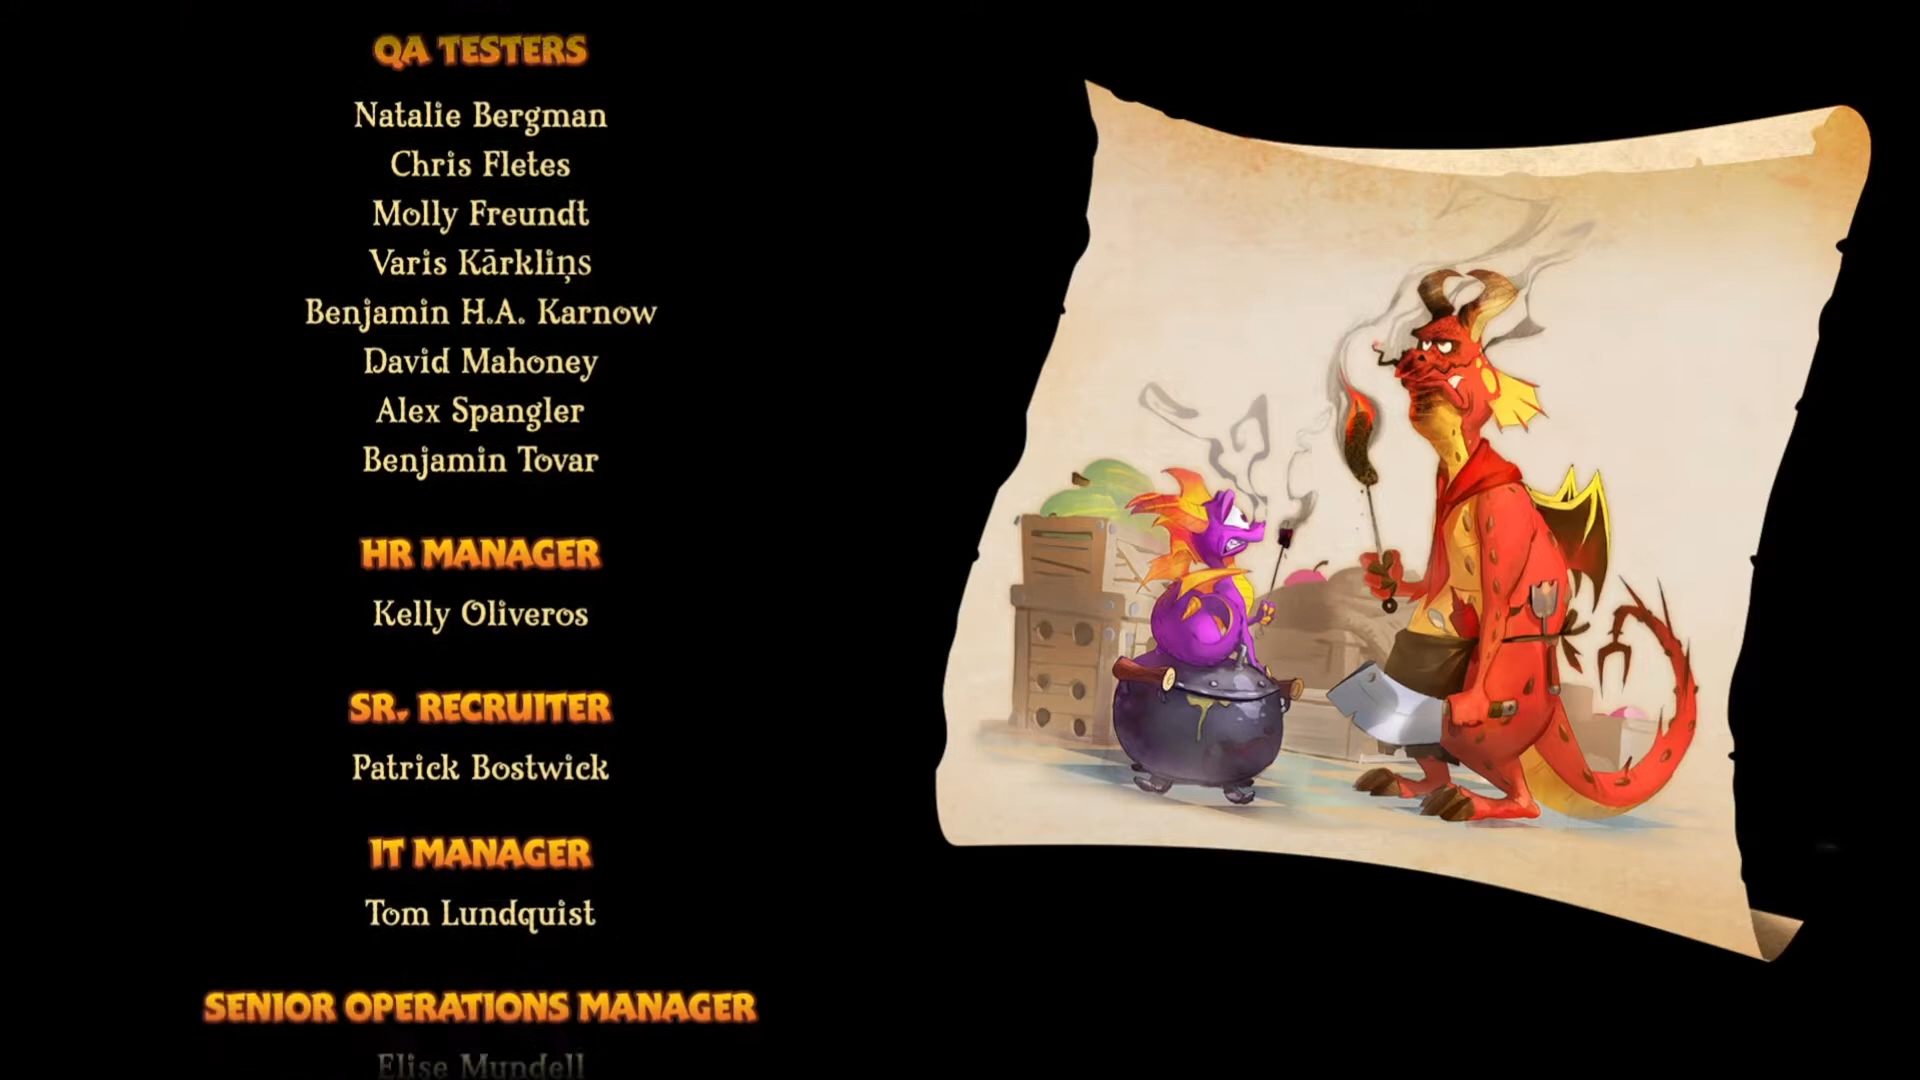 QA TESTERS
Natalie Bergman
Chris Fletes
Molly Freundt
Varis Kārkliņs
Benjamin H.A. Karnow
David Mahoney
Alex Spangler
Benjamin Tovar
HR MANAGER
Kelly Oliveros
SR. RECRUITER
Patrick Bostwick
IT MANAGER
Tom Lundquist
SENIOR OPERATIONS MANAGER
Elise Mundell